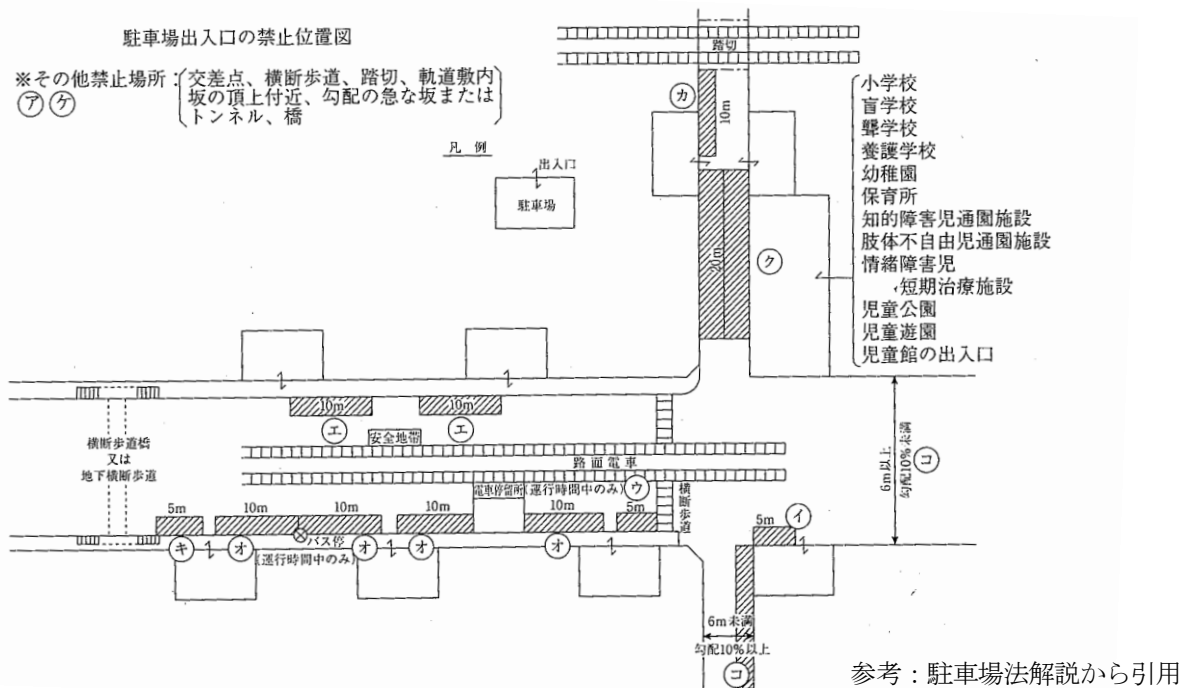 駐車場出入口の禁止位置図
※その他禁止場所：交差点、横断歩道、踏切、軌道敷内
坂の頂上付近、勾配の急な坂または
トンネル、橋
㋐㋘
凡例
出入口
駐車場
踏切
㋕
10m
20m
㋗
小学校
盲学校
聾学校
養護学校
幼稚園
保育所
知的障害児通園施設
肢体不自由児通園施設
情緒障害児
短期治療施設
児童公園
児童遊園
児童館の出入口
10m
10m
㋓
㋓
安全地帯
横断歩道橋
又は
地下横断歩道
路面電車
電車停留所
(運行時間中のみ)
㋒
横断歩道
6m以上
勾配10%未満
㋙
5m
10m
10m
10m
10m
5m
㋖
㋔
バス停
(運行時間中のみ)
㋔
㋔
㋔
5m
㋑
6m未満
勾配10%以上
㋙
参考：駐車場法解説から引用